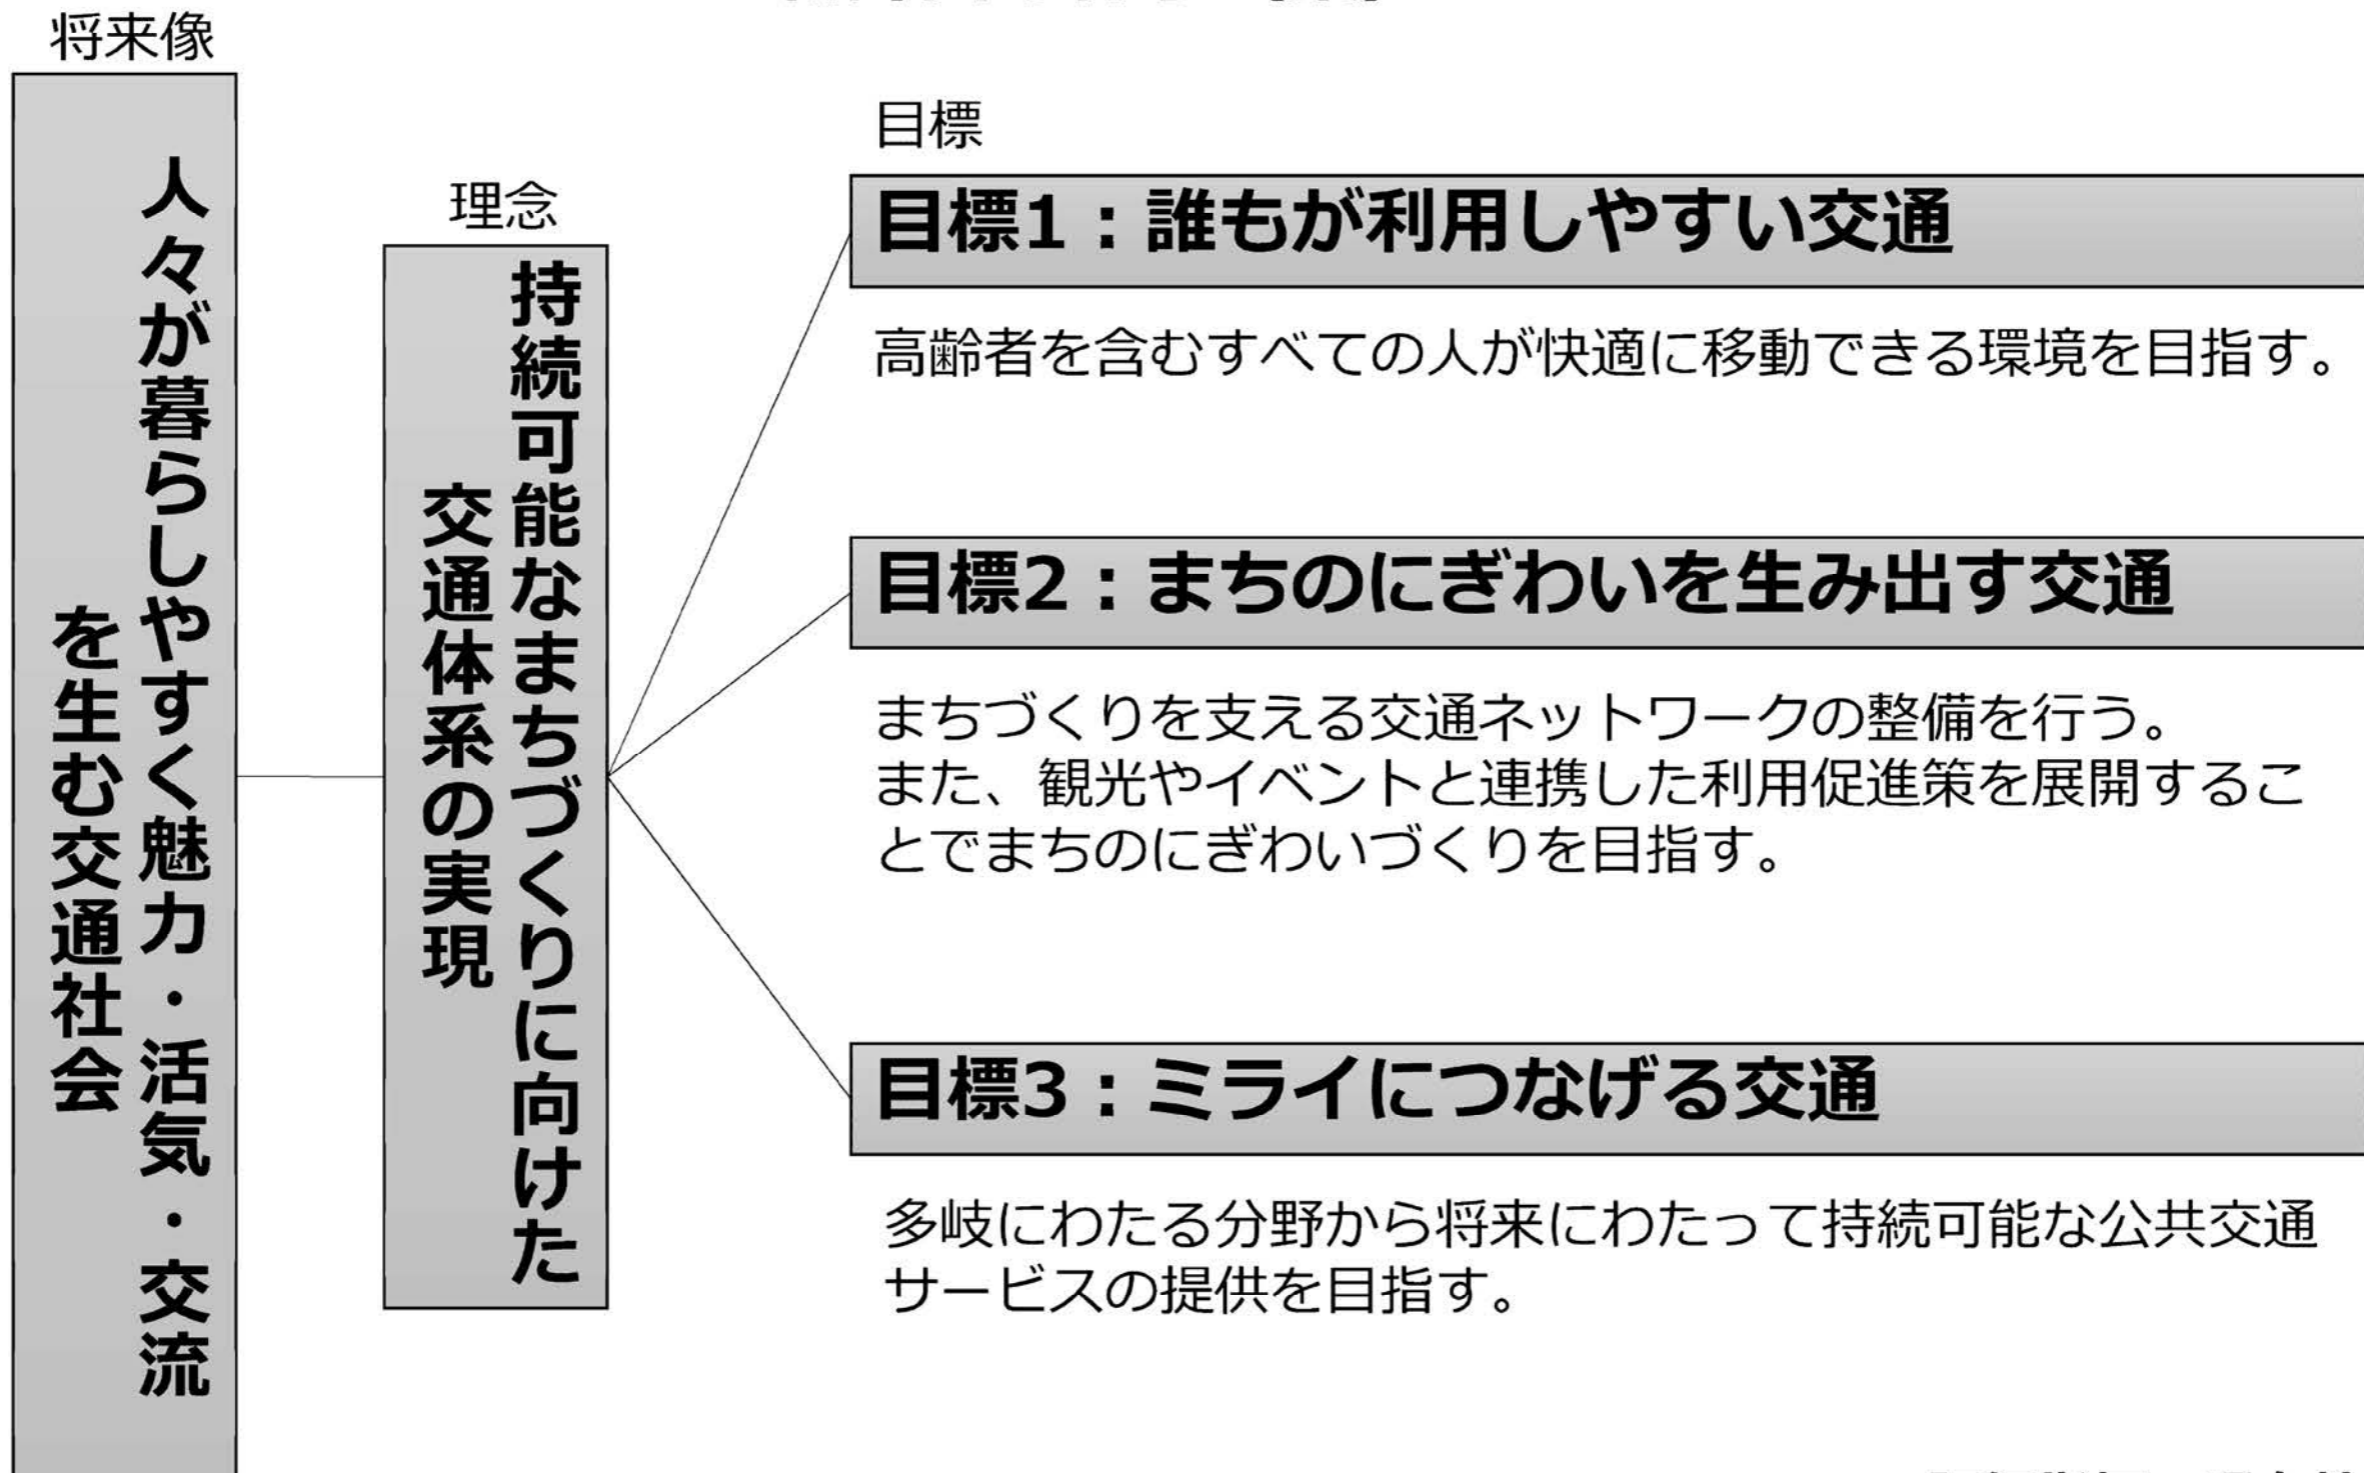 将来像
人々が暮らしやすく魅力・活気・交流
を生む交通社会
理念
持続可能なまちづくりに向けた
交通体系の実現
目標
目標1：誰もが利用しやすい交通
高齢者を含むすべての人が快適に移動できる環境を目指す。
目標2：まちのにぎわいを生み出す交通
まちづくりを支える交通ネットワークの整備を行う。
また、観光やイベントと連携した利用促進策を展開するこ
とでまちのにぎわいづくりを目指す。
目標3：ミライにつなげる交通
多岐にわたる分野から将来にわたって持続可能な公共交通
サービスの提供を目指す。